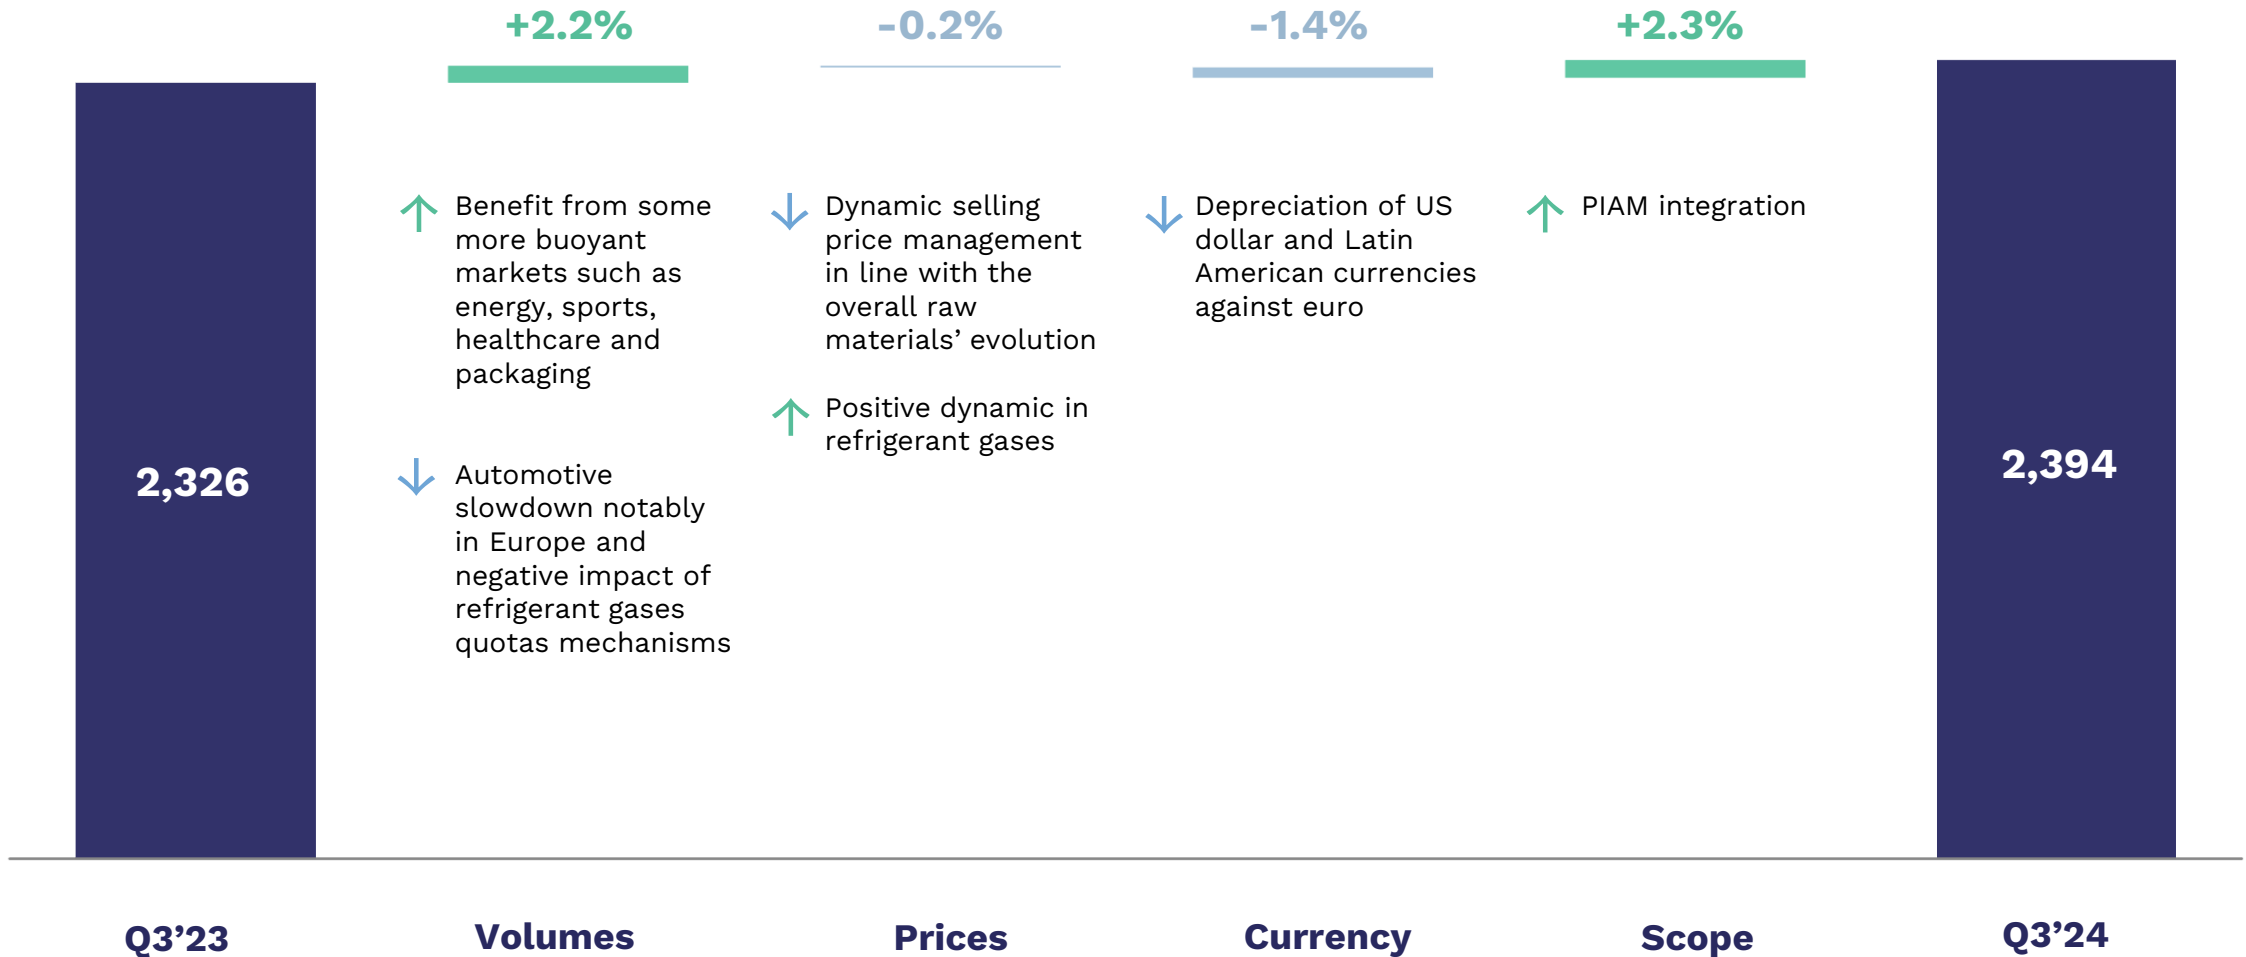 +2.2%
-0.2%
-1.4%
+2.3%
Benefit from some
more buoyant
markets such as
energy, sports,
healthcare and
packaging
Automotive
slowdown notably
in Europe and
negative impact of
refrigerant gases
quotas mechanisms
Dynamic selling
price management
in line with the
overall raw
materials’ evolution
Positive dynamic in
refrigerant gases
Depreciation of US
dollar and Latin
American currencies
against euro
PIAM integration
2,326
2,394
Q3’23
Volumes
Prices
Currency
Scope
Q3’24